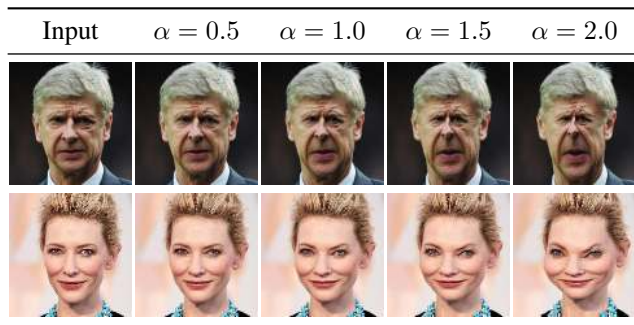 Input α = 0.5 α = 1.0 α = 1.5 α = 2.0